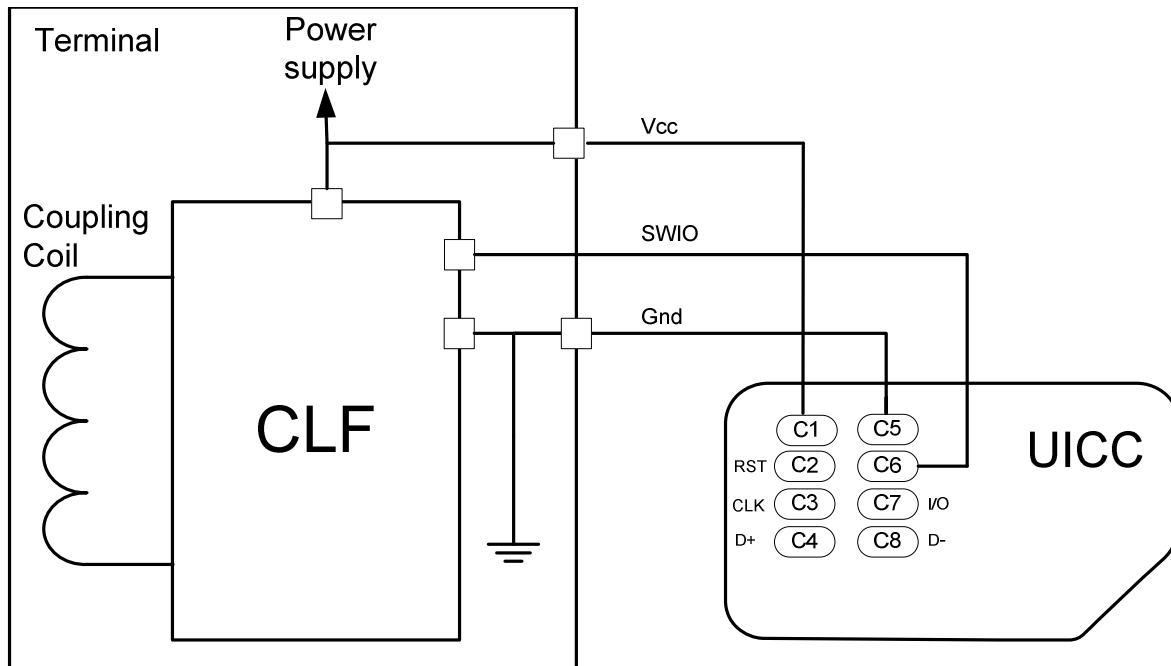 Terminal
Power
supply
Vcc
Coupling
Coil
SWIO
Gnd
CLF
UICC
C1 C5
RST C2 C6
CLK C3 C7 I/O
D+ C4 C8 D-